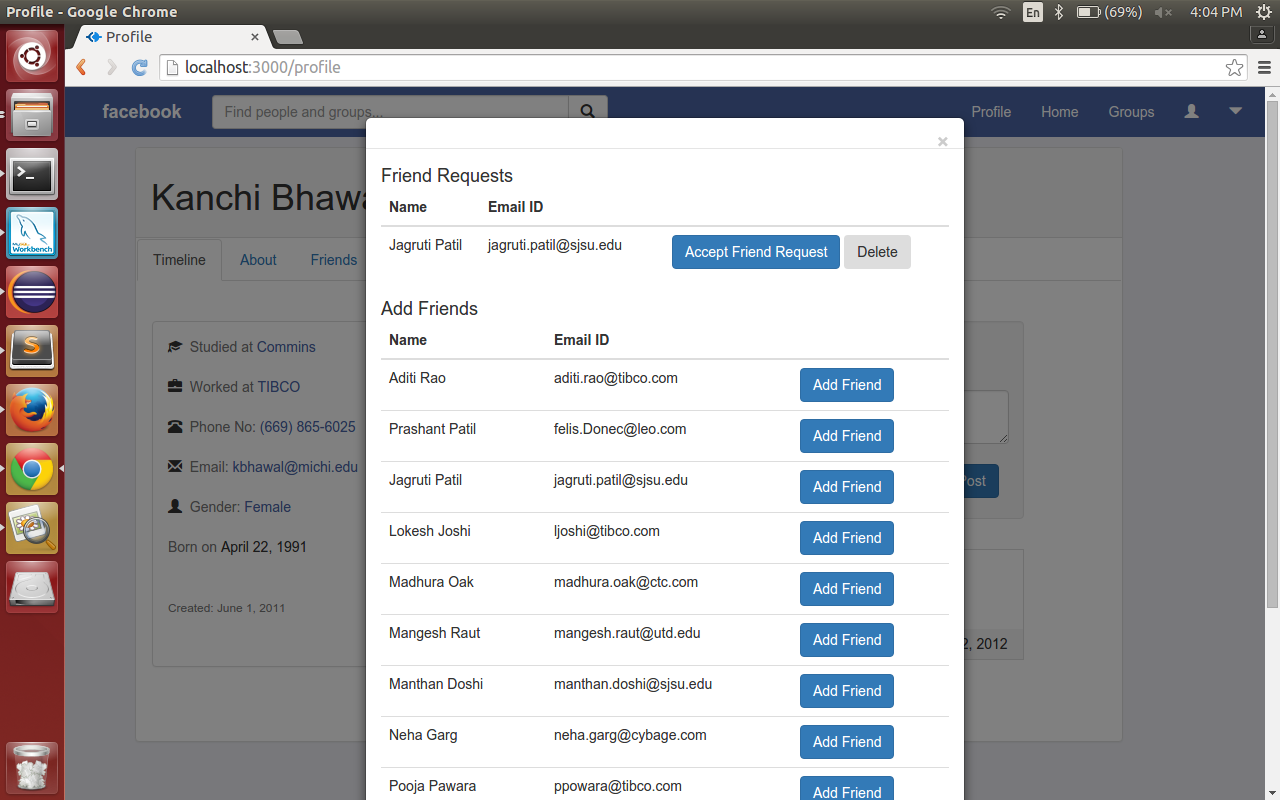 Profile - Google Chrome
En
(69%)
4:04 PM
Profile
localhost:3000/profile
facebook
Find people and groups...
Profile
Home
Groups
Kanchi Bhawa
Timeline
About
Friends
Studied at Commins
Worked at TIBCO
Phone No: (669) 865-6025
Email: kbhawal@michi.edu
Gender: Female
Born on April 22, 1991
Created: June 1, 2011
×
Friend Requests
Name Email ID
Jagruti Patil jagruti.patil@sjsu.edu Accept Friend Request Delete
Add Friends
Name Email ID
Aditi Rao aditi.rao@tibco.com Add Friend
Prashant Patil felis.Donec@leo.com Add Friend
Jagruti Patil jagruti.patil@sjsu.edu Add Friend
Lokesh Joshi ljoshi@tibco.com Add Friend
Madhura Oak madhura.oak@ctc.com Add Friend
Mangesh Raut mangesh.raut@utd.edu Add Friend
Manthan Doshi manthan.doshi@sjsu.edu Add Friend
Neha Garg neha.garg@cybage.com Add Friend
Pooja Pawara ppowara@tibco.com Add Friend
ost
2, 2012
Workbench